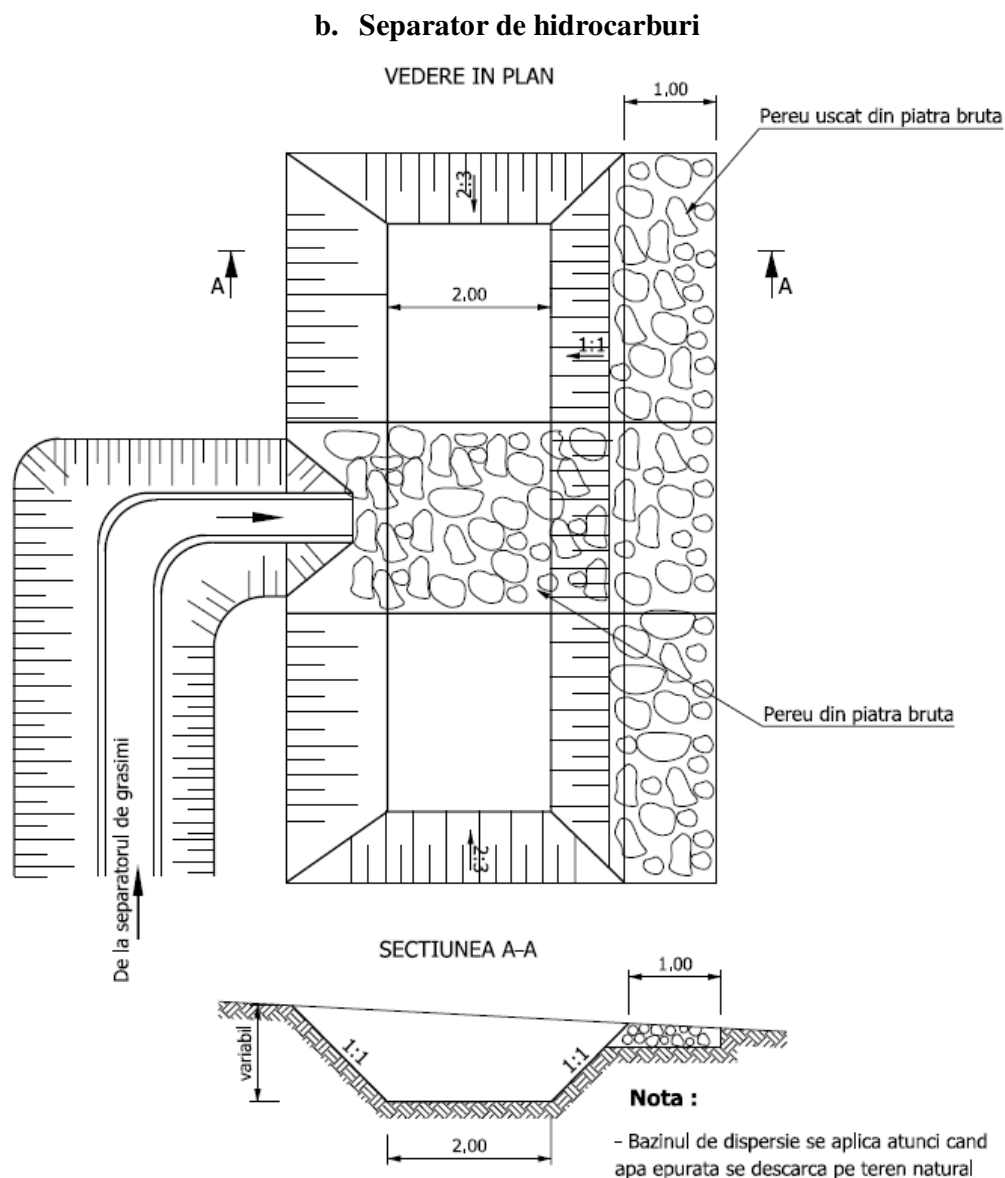 b. Separator de hidrocarburi
VEDERE IN PLAN
1,00
Pereu uscat din piatra bruta
2:3
A
A
2,00
1:1
Pereu din piatra bruta
2:3
De la separatorul de grasimi
SECTIUNEA A-A
1,00
variabil
1:1
1:1
2,00
Nota :
- Bazinul de dispersie se aplica atunci cand
apa epurata se descarca pe teren natural